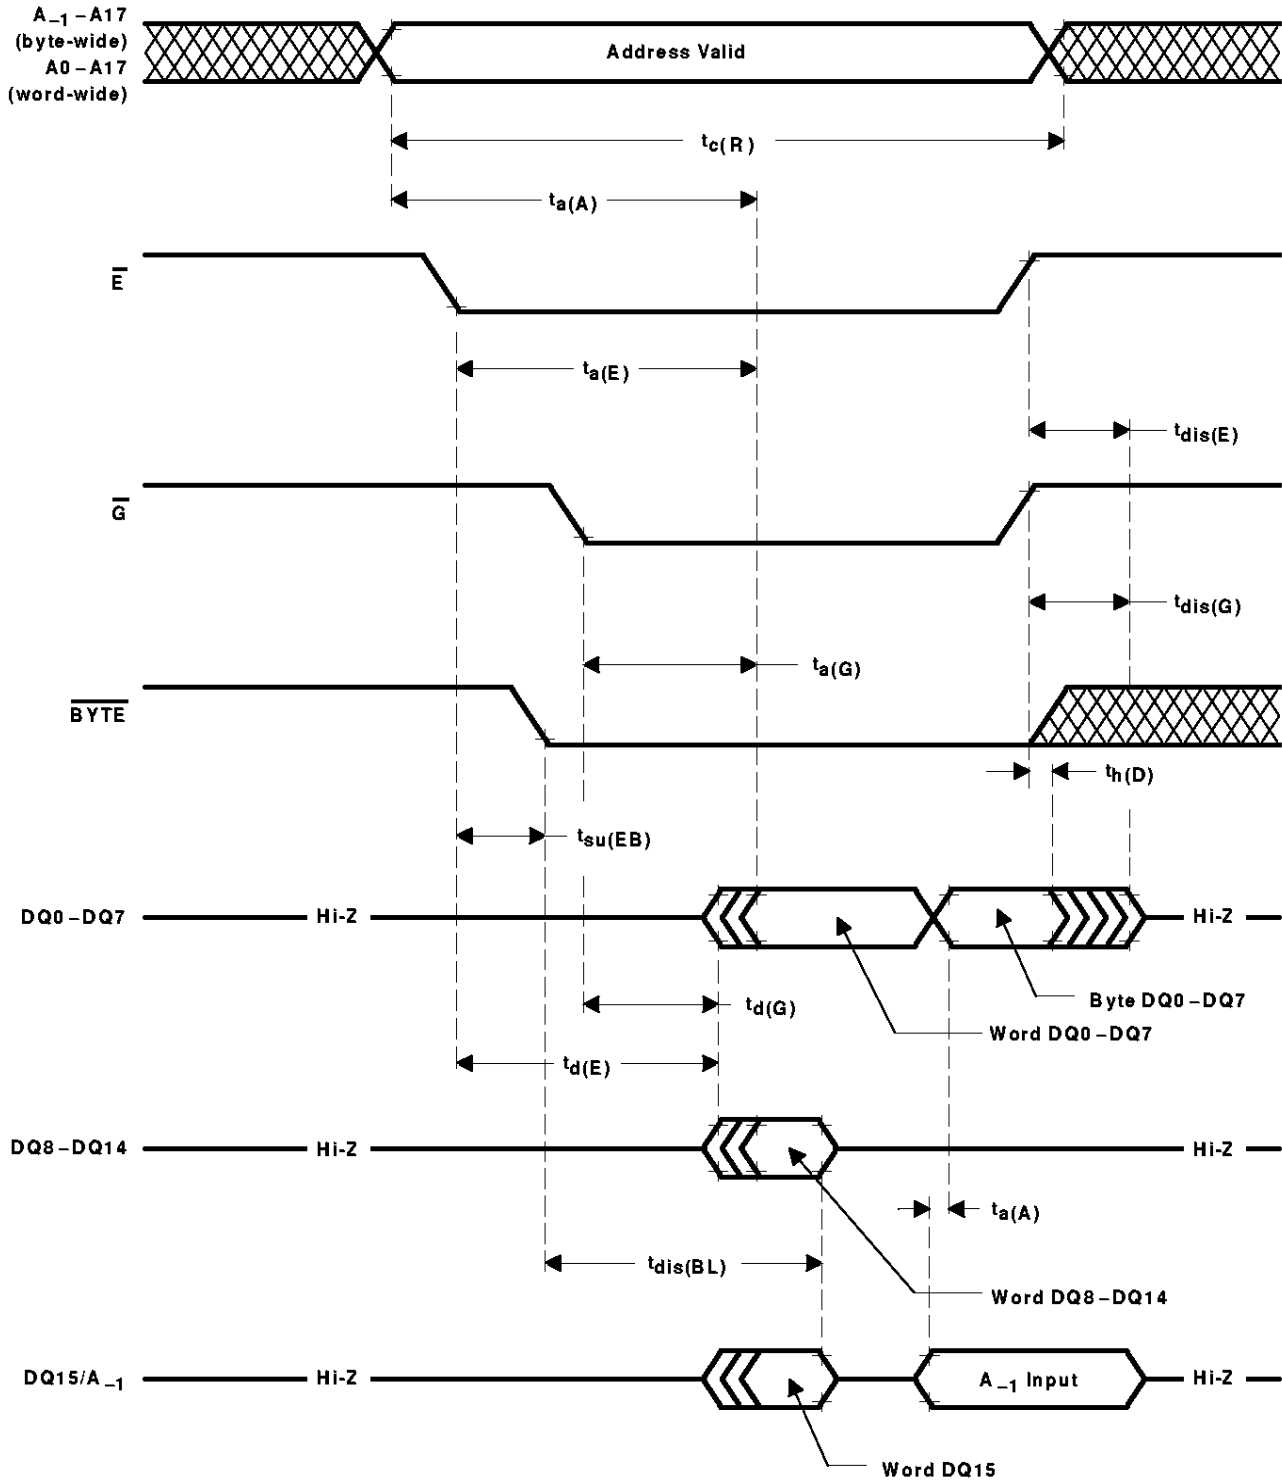 A–1 – A17
(byte-wide)
A0 – A17
(word-wide)
Address Valid
tc(R)
ta(A)
E
ta(E)
tdis(E)
G
tdis(G)
ta(G)
BYTE
th(D)
tsu(EB)
DQ0 – DQ7
Hi-Z
Hi-Z
Byte DQ0 – DQ7
td(G)
Word DQ0 – DQ7
td(E)
DQ8 – DQ14
Hi-Z
Hi-Z
ta(A)
tdis(BL)
Word DQ8 – DQ14
DQ15/A–1
Hi-Z
A–1 Input
Hi-Z
Word DQ15